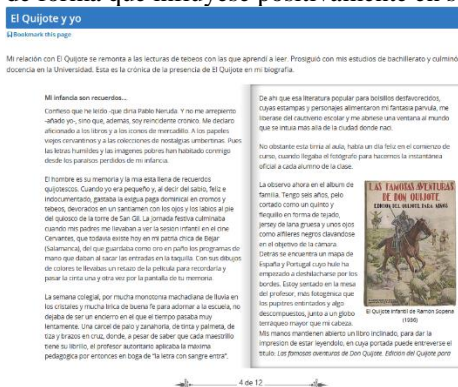 de forma que influyese positivamente en s
El Quijote y yo
Bookmark this page
Mi relación con El Quijote se remonta a las lecturas de tebeos con las que aprendí a leer. Prosiguió con mis estudios de bachillerato y culminó
docencia en la Universidad. Esta es la crónica de la presencia de El Quijote en mi biografía.
Mi infancia son recuerdos...
Confieso que he leído -que diría Pablo Neruda. Y no me arrepiento
-añado yo-, sino que, además, soy reincidente crónico. Me declaro
aficionado a los libros y a los iconos de mercadillo. A los papeles
viejos cervantinos y a las colecciones de nostalgias umbertinas. Pues
las letras humildes y las imágenes pobres han habitado conmigo
desde los paraísos perdidos de mi infancia.
El hombre es su memoria y la mía esta llena de recuerdos
quijotescos. Cuando yo era pequeño y, al decir del sabio, feliz e
indocumentado, gastaba la exigua paga dominical en cromos y
tebeos, devorados en un santiamén con los ojos y los labios al pie
del quiosco de la torre de San Gil. La jornada festiva culminaba
cuando mis padres me llevaban a ver la sesión infantil en el cine
Cervantes, que todavía existe hoy en mi patria chica de Béjar
(Salamanca), del que guardaba como oro en paño los programas de
mano que daban al sacar las entradas en la taquilla. Con sus dibujos
de colores te llevabas un retazo de la película para recordarla y
pasar la cinta una y otra vez por la pantalla de tu memoria.
La semana colegial, por mucha monótona machadiana de lluvia en
los cristales y mucha brisca de buena fe para adornar a la escuela, no
dejaba de ser un encierro en el que el tiempo pasaba muy
lentamente. Una cárcel de palo y zanahoria, de tinta y palmeta, de
tiza y brazos en cruz, donde, a pesar de saber que cada maestrillo
tiene su librillo, el profesor autoritario aplicaba la máxima
pedagógica por entonces en boga de "la letra con sangre entra".
De ahí que esa literatura popular para bolsillos desfavorecidos,
cuyas estampas y personajes alimentaron mi fantasía párvula, me
liberase del cautiverio escolar y me abriese una ventana al mundo
que se intuía más allá de la ciudad donde nací.
No obstante esta tirria al aula, había un día feliz en el comienzo de
curso, cuando llegaba el fotógrafo para hacernos la instantánea
oficial a cada alumno de la clase.
La observo ahora en el álbum de
familia. Tengo seis años, pelo
cortado como un quinto y
flequillo en forma de tejado,
jersey de lana gruesa y unos ojos
como alfileres negros clavándose
en el objetivo de la cámara.
Detrás se encuentra un mapa de
España y Portugal cuyo hule ha
empezado a deshilacharse por los
bordes. Estoy sentado en la mesa
del profesor, más fotogénica que
los pupitres entintados y algo
descompuestos, junto a un globo
terráqueo mayor que mi cabeza.
Mis manos mantienen abierto un libro inclinado, para dar la
impresión de estar leyéndolo, en cuya portada puede entreverse el
título. Las famosas aventuras de Don Quijote. Edición del Quijote para
LAS FAMOSAS AVENTURAS
DE DON QUIJOTE
EDICION DEL QUIJOTE PARA NIÑOS
El Quijote infantil de Ramón Sopena
(1936)
4 de 12